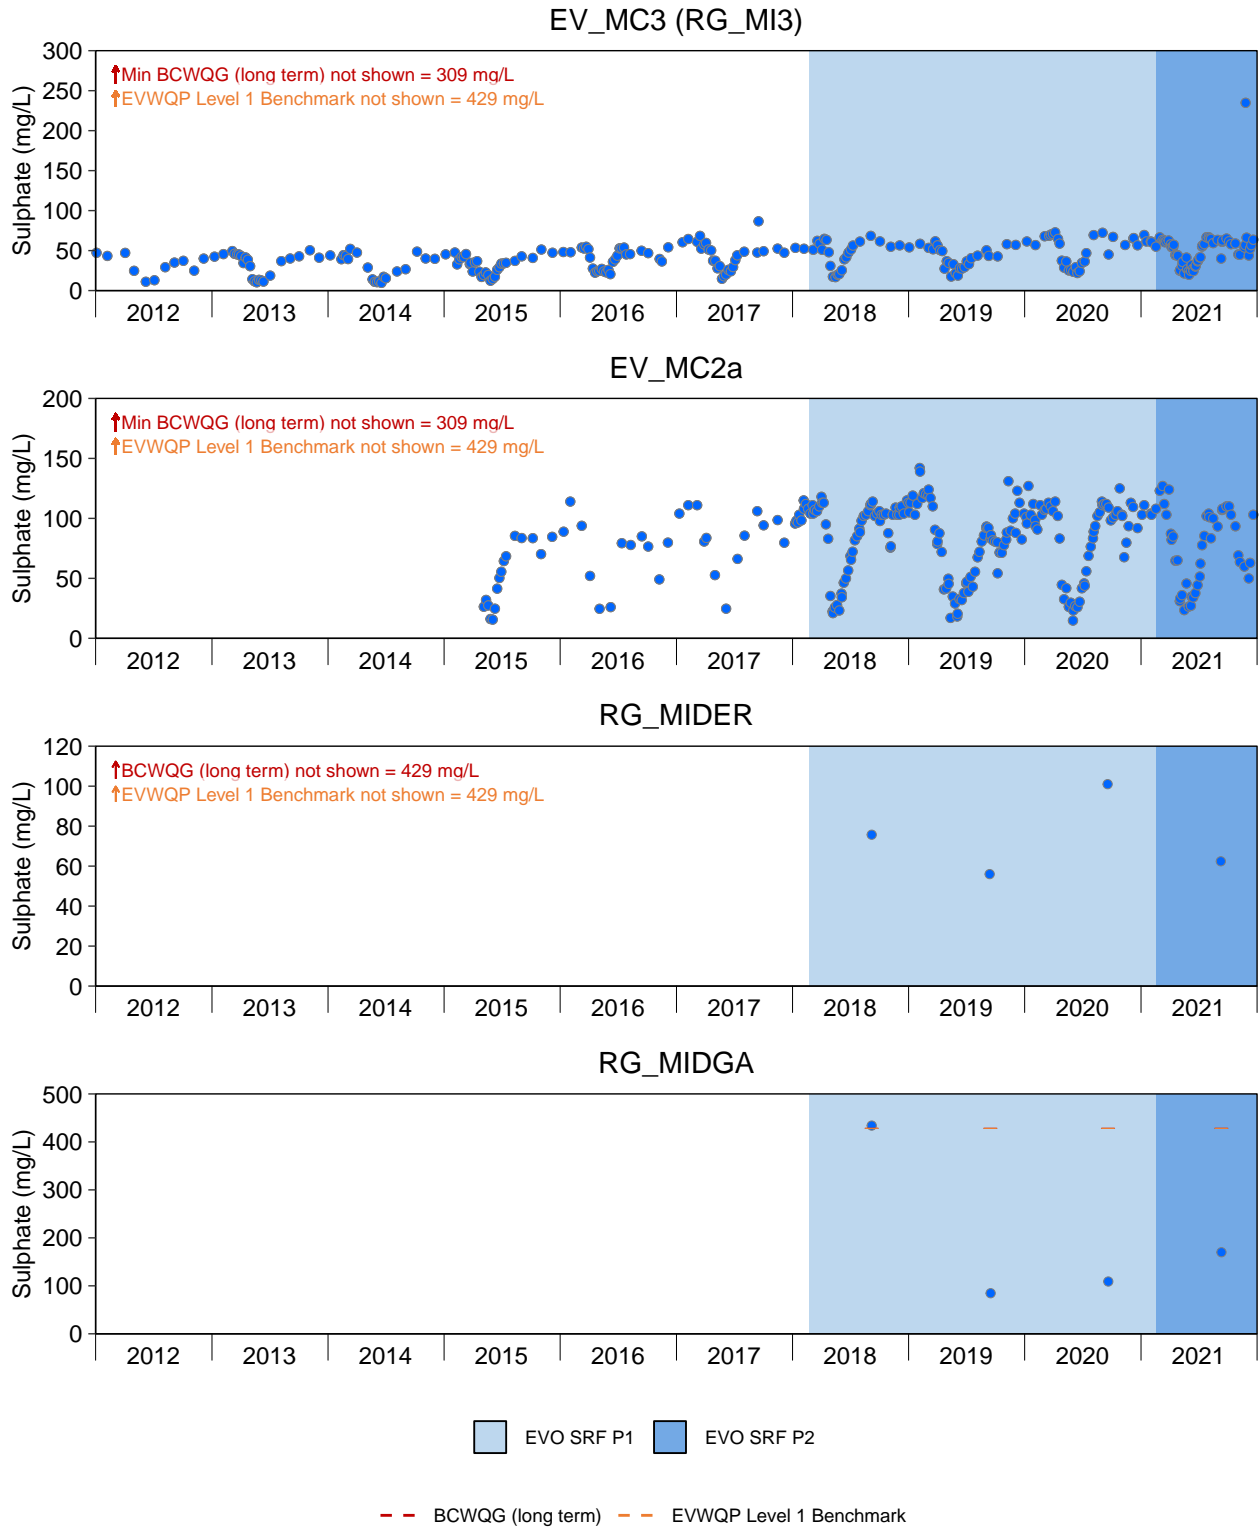 EV_MC3 (RG_MI3)
Sulphate (mg/L)
300
250
200
150
100
50
0
↑Min BCWQG (long term) not shown = 309 mg/L
↑EVWQP Level 1 Benchmark not shown = 429 mg/L
2012 2013 2014 2015 2016 2017 2018 2019 2020 2021
EV_MC2a
Sulphate (mg/L)
200
150
100
50
0
↑Min BCWQG (long term) not shown = 309 mg/L
↑EVWQP Level 1 Benchmark not shown = 429 mg/L
2012 2013 2014 2015 2016 2017 2018 2019 2020 2021
RG_MIDER
Sulphate (mg/L)
120
100
80
60
40
20
0
↑BCWQG (long term) not shown = 429 mg/L
↑EVWQP Level 1 Benchmark not shown = 429 mg/L
2012 2013 2014 2015 2016 2017 2018 2019 2020 2021
RG_MIDGA
Sulphate (mg/L)
500
400
300
200
100
0
2012 2013 2014 2015 2016 2017 2018 2019 2020 2021
EVO SRF P1 EVO SRF P2
BCWQG (long term) EVWQP Level 1 Benchmark